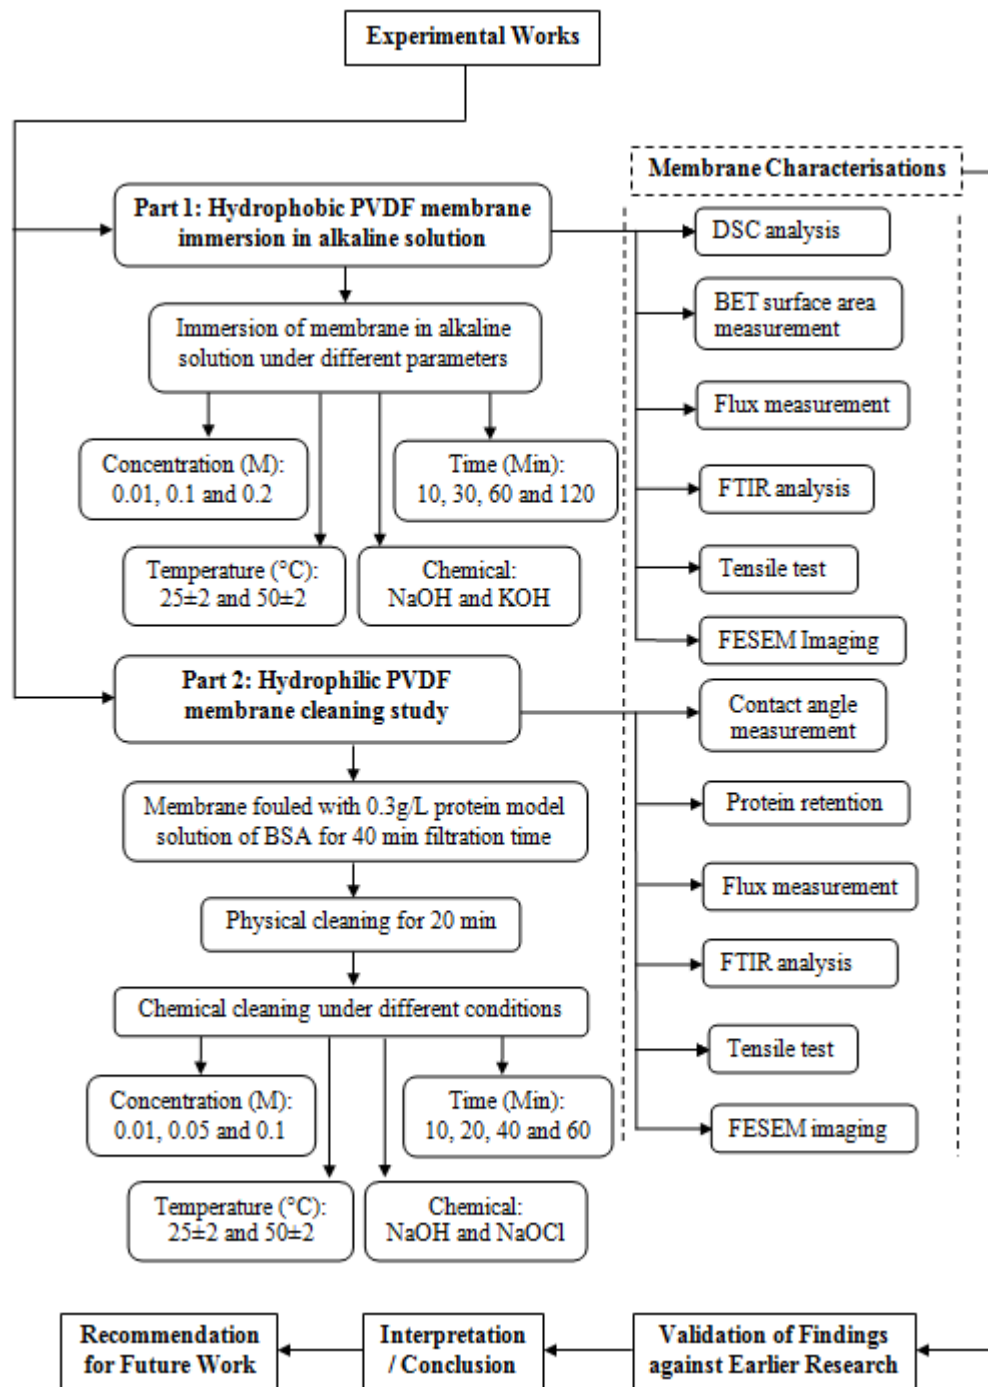 Experimental Works
Membrane Characterisations
Part 1: Hydrophobic PVDF membrane
immersion in alkaline solution
Immersion of membrane in alkaline
solution under different parameters
Concentration (M):
0.01, 0.1 and 0.2
Time (Min):
10, 30, 60 and 120
Temperature (°C):
25±2 and 50±2
Chemical:
NaOH and KOH
DSC analysis
BET surface area
measurement
Flux measurement
FTIR analysis
Tensile test
FESEM Imaging
Part 2: Hydrophilic PVDF
membrane cleaning study
Membrane fouled with 0.3g/L protein model
solution of BSA for 40 min filtration time
Physical cleaning for 20 min
Chemical cleaning under different conditions
Concentration (M):
0.01, 0.05 and 0.1
Time (Min):
10, 20, 40 and 60
Temperature (°C):
25±2 and 50±2
Chemical:
NaOH and NaOCl
Contact angle
measurement
Protein retention
Flux measurement
FTIR analysis
Tensile test
FESEM imaging
Recommendation
for Future Work
Interpretation
/ Conclusion
Validation of Findings
against Earlier Research